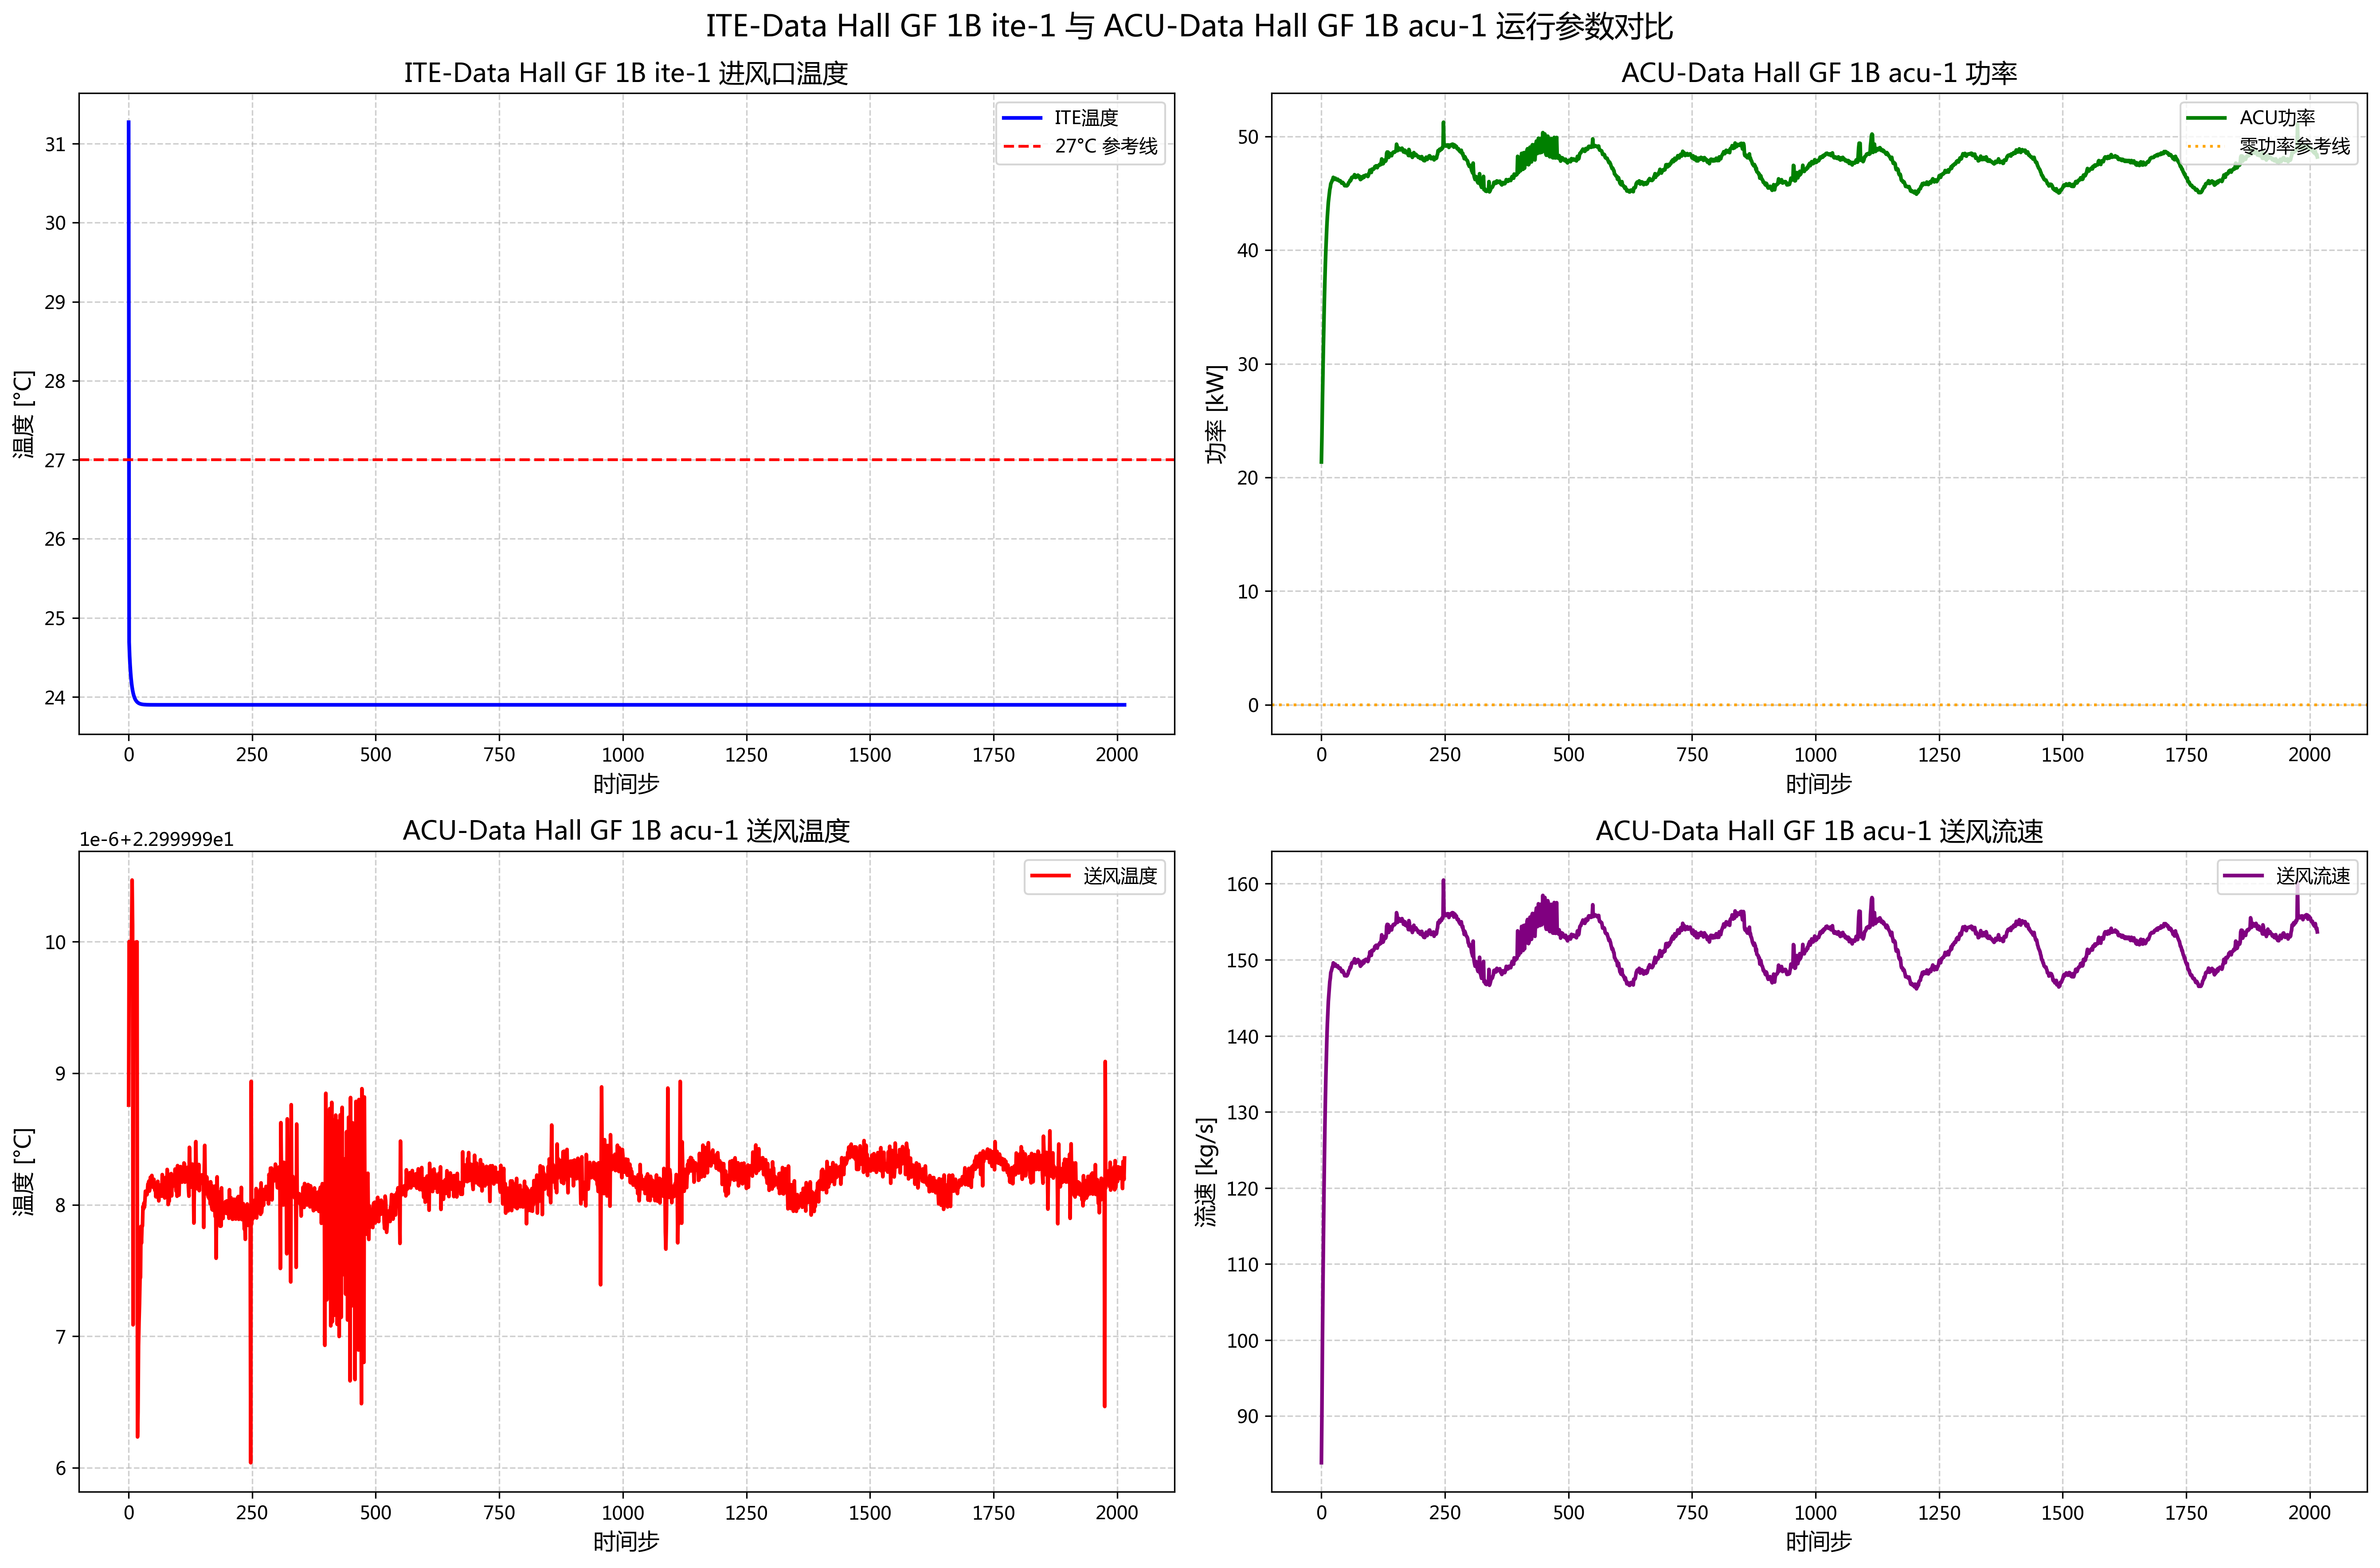 ITE-Data Hall GF 1B ite-1 与 ACU-Data Hall GF 1B acu-1 运行参数对比
ITE-Data Hall GF 1B ite-1 进风口温度
ITE温度
27°C 参考线
温度 [°C]
31
30
29
28
27
26
25
24
0 250 500 750 1000 1250 1500 1750 2000
时间步
ACU-Data Hall GF 1B acu-1 功率
ACU功率
零功率参考线
功率 [kW]
50
40
30
20
10
0
0 250 500 750 1000 1250 1500 1750 2000
时间步
ACU-Data Hall GF 1B acu-1 送风温度
1e-6+2.299999e1
送风温度
温度 [°C]
10
9
8
7
6
0 250 500 750 1000 1250 1500 1750 2000
时间步
ACU-Data Hall GF 1B acu-1 送风流速
送风流速
流速 [kg/s]
160
150
140
130
120
110
100
90
0 250 500 750 1000 1250 1500 1750 2000
时间步